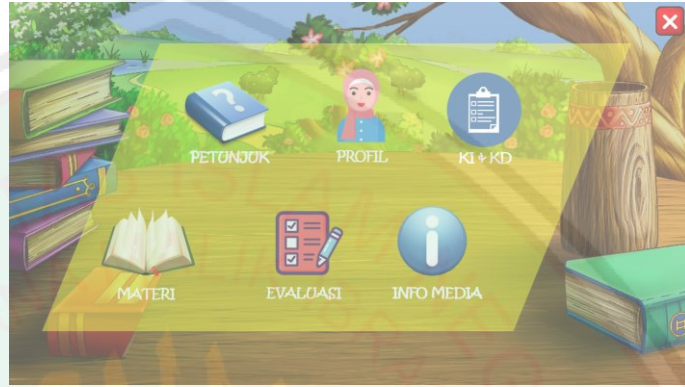 PETUNJUK
PROFIL
KI & KD
MATERI
EVALUASI
INFO MEDIA